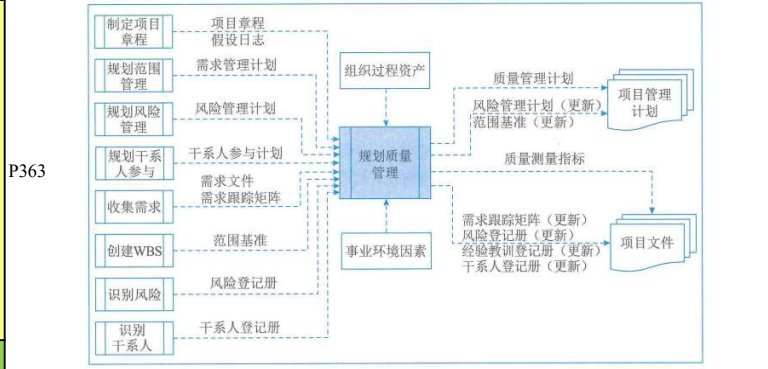 P363
制定项目
章程
项目章程
假设日志
规划范围
管理
需求管理计划
规划风险
管理
风险管理计划
规划干系
人参与
干系人参与计划
收集需求
需求文件
需求跟踪矩阵
创建WBS
范围基准
识别风险
风险登记册
识别
干系人
干系人登记册
组织过程资产
规划质量
管理
事业环境因素
质量管理计划
风险管理计划（更新）
范围基准（更新）
项目管理
计划
质量测量指标
需求跟踪矩阵（更新）
风险登记册（更新）
经验教训登记册（更新）
干系人登记册（更新）
项目文件